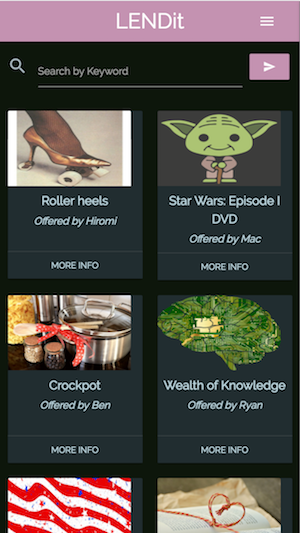 LENDit
Search by Keyword
Roller heels
Offered by Hiromi
MORE INFO
Star Wars: Episode I
DVD
Offered by Mac
MORE INFO
Crockpot
Offered by Ben
MORE INFO
Wealth of Knowledge
Offered by Ryan
MORE INFO